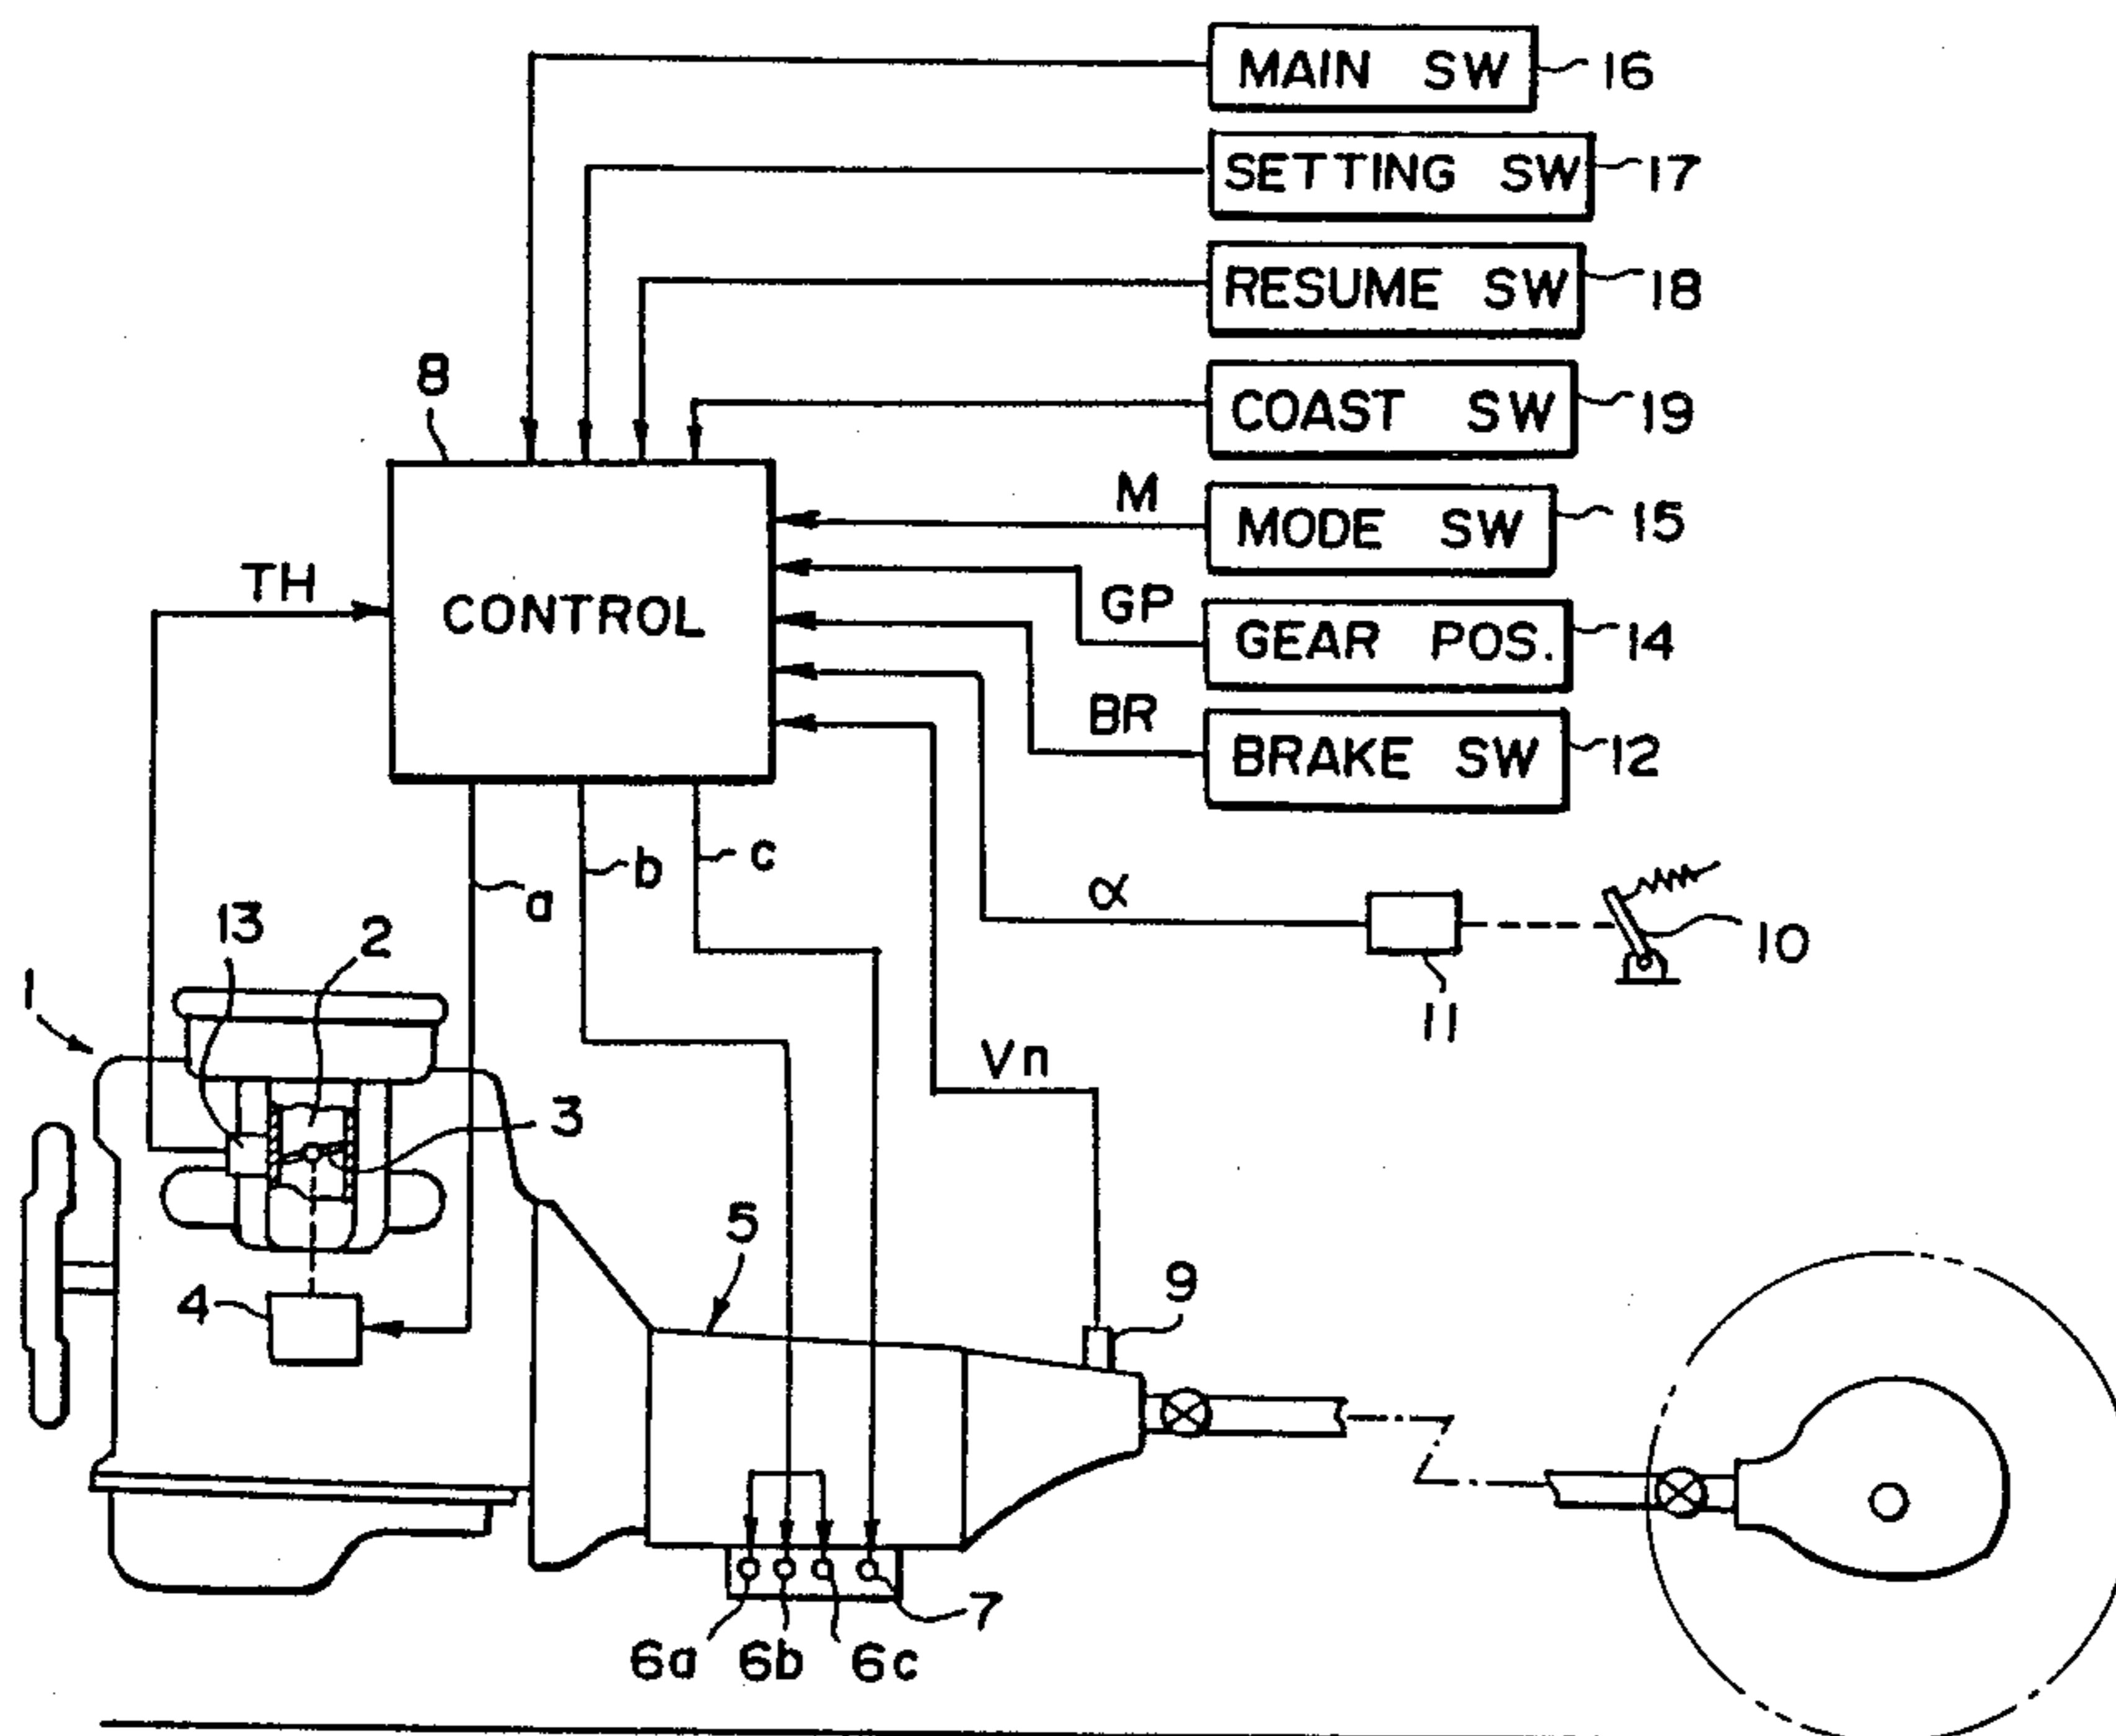 MAIN SW 16
SETTING SW 17
RESUME SW 18
8
COAST SW 19
M
MODE SW 15
TH
CONTROL
GP
GEAR POS. 14
BR
BRAKE SW 12
a
b
c
α
13
2
10
1
11
Vn
3
5
9
4
7
6a 6b 6c